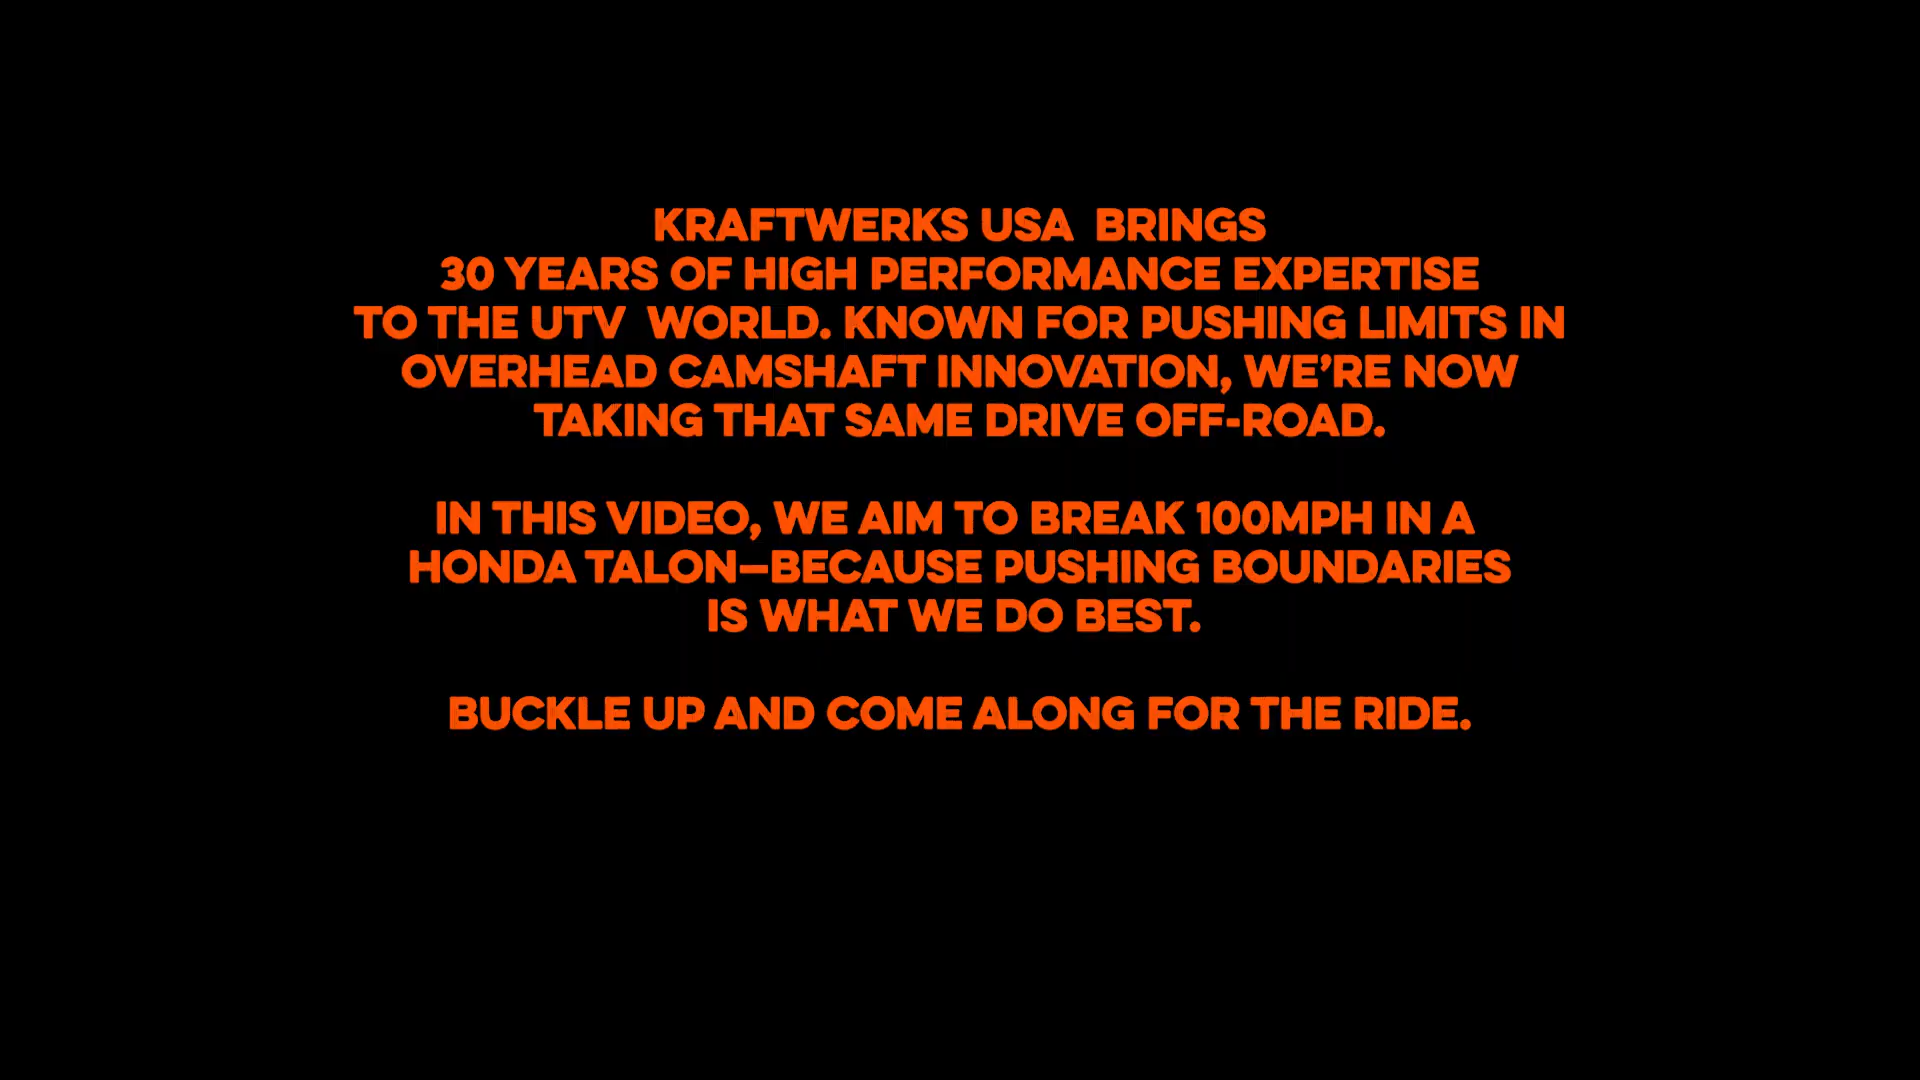 KRAFTWERKS USA  BRINGS
30 YEARS OF HIGH PERFORMANCE EXPERTISE
TO THE UTV  WORLD. KNOWN FOR PUSHING LIMITS IN
OVERHEAD CAMSHAFT INNOVATION, WE’RE NOW
TAKING THAT SAME DRIVE OFF-ROAD.
IN THIS VIDEO, WE AIM TO BREAK 100MPH IN A
HONDA TALON—BECAUSE PUSHING BOUNDARIES
IS WHAT WE DO BEST.
BUCKLE UP AND COME ALONG FOR THE RIDE.